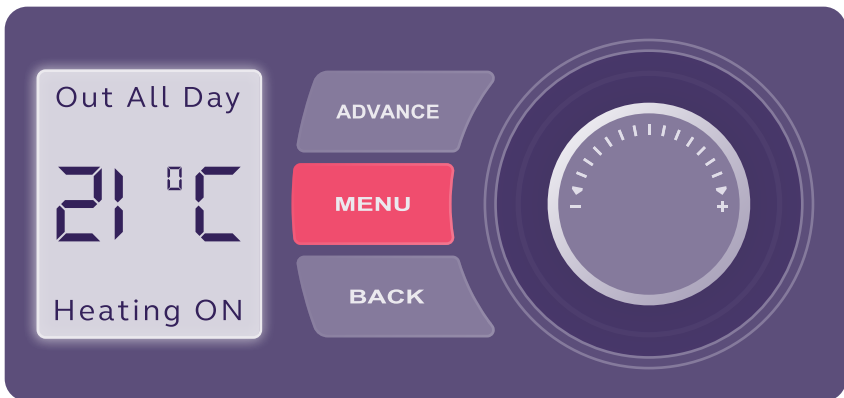 Out All Day
21 °C
Heating ON
ADVANCE
MENU
BACK
− +